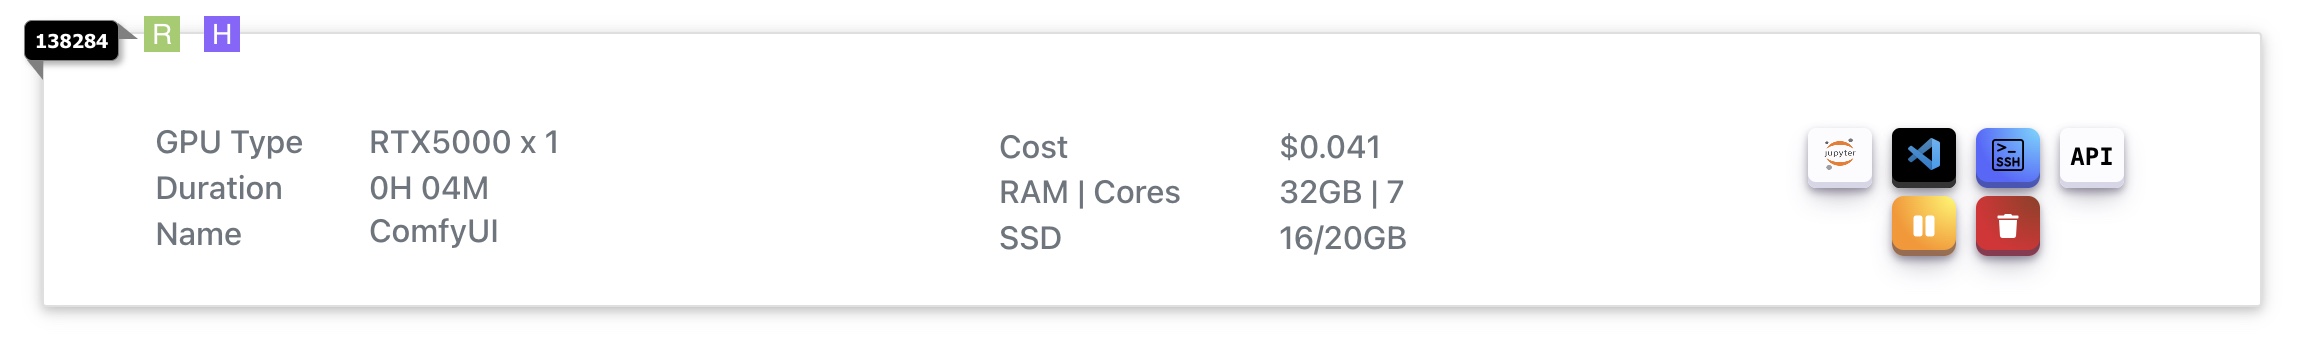 138284 R H
GPU Type RTX5000 x 1
Duration 0H 04M
Name ComfyUI
Cost $0.041
RAM | Cores 32GB | 7
SSD 16/20GB
jupyter
>_ SSH
API